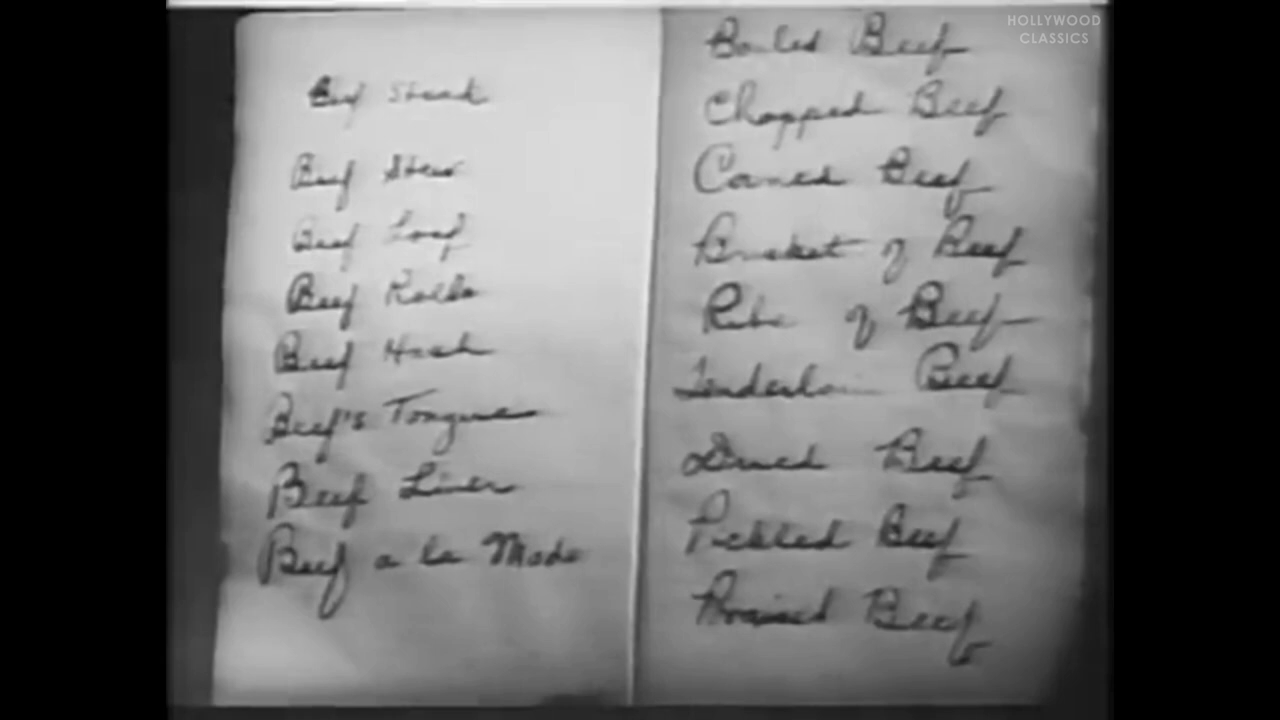 HOLLYWOOD
CLASSICS
Beef Steak
Beef Stew
Beef Loaf
Beef Rolls
Beef Hash
Beef's Tongue
Beef Liver
Beef a la Mode
Boiled Beef
Chopped Beef
Corned Beef
Brisket of Beef
Ribs of Beef
Tenderloin Beef
Dried Beef
Pickled Beef
Braised Beef